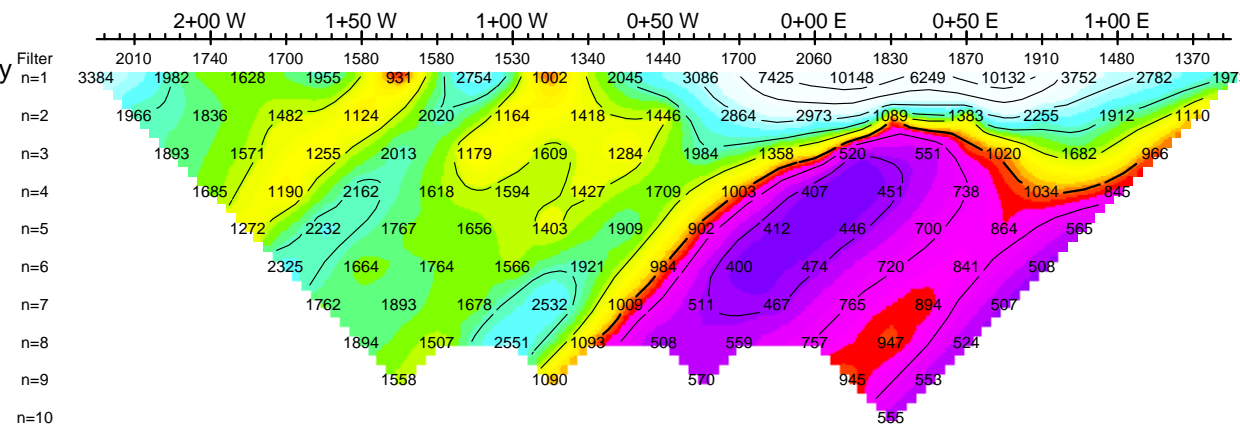 2+00 W 1+50 W 1+00 W 0+50 W 0+00 E 0+50 E 1+00 E
Filter 2010 1740 1700 1580 1580 1530 1340 1440 1700 2060 1830 1870 1910 1480 1370
y
n=1 3384 1982 1628 1955 931 2754 1002 2045 3086 7425 10148 6249 10132 3752 2782 197
n=2 1966 1836 1482 1124 2020 1164 1418 1446 2864 2973 1089 1383 2255 1912 1110
n=3 1893 1571 1255 2013 1179 1609 1284 1984 1358 520 551 1020 1682 966
n=4 1685 1190 2162 1618 1594 1427 1709 1003 407 451 738 1034 845
n=5 1272 2232 1767 1656 1403 1909 902 412 446 700 864 565
n=6 2325 1664 1764 1566 1921 984 400 474 720 841 508
n=7 1762 1893 1678 2532 1009 511 467 765 894 507
n=8 1894 1507 2551 1093 508 559 757 947 524
n=9 1558 1090 570 945 553
n=10 555